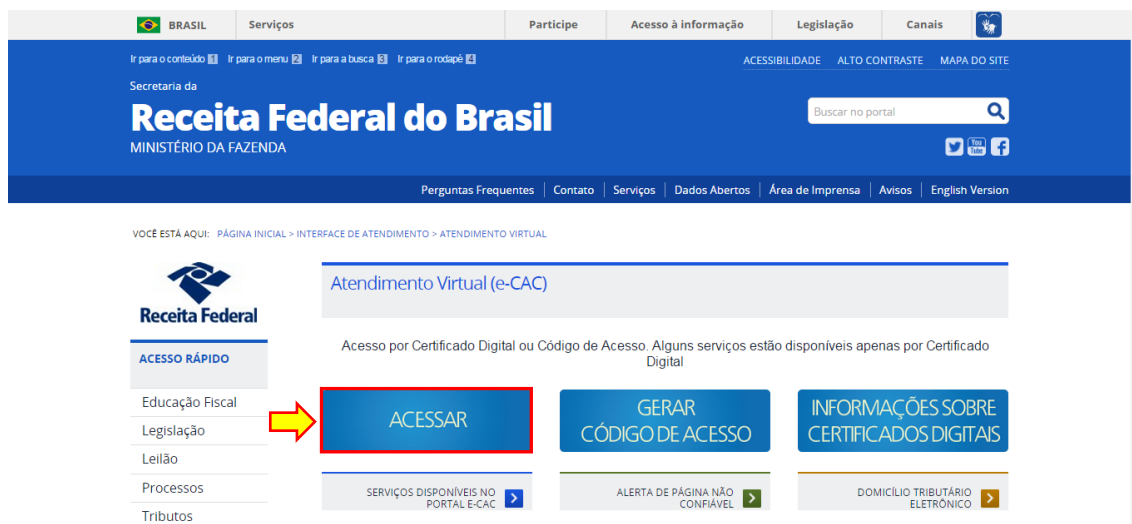 BRASIL Serviços Participe Acesso à informação Legislação Canais
Ir para o conteúdo 1 Ir para o menu 2 Ir para a busca 3 Ir para o rodapé 4 ACESSIBILIDADE ALTO CONTRASTE MAPA DO SITE
Secretaria da
Receita Federal do Brasil
Buscar no portal
MINISTÉRIO DA FAZENDA
You Tube
Perguntas Frequentes Contato Serviços Dados Abertos Área de Imprensa Avisos English Version
VOCÊ ESTÁ AQUI: PÁGINA INICIAL > INTERFACE DE ATENDIMENTO > ATENDIMENTO VIRTUAL
Receita Federal
ACESSO RÁPIDO
Educação Fiscal
Legislação
Leilão
Processos
Tributos
Atendimento Virtual (e-CAC)
Acesso por Certificado Digital ou Código de Acesso. Alguns serviços estão disponíveis apenas por Certificado
Digital
ACESSAR
GERAR
CÓDIGO DE ACESSO
INFORMAÇÕES SOBRE
CERTIFICADOS DIGITAIS
SERVIÇOS DISPONÍVEIS NO
PORTAL E-CAC
ALERTA DE PÁGINA NÃO
CONFIÁVEL
DOMICÍLIO TRIBUTÁRIO
ELETRÔNICO